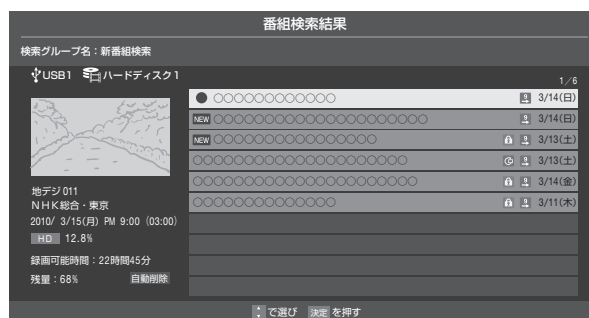 番組検索結果
検索グループ名：新番組検索
USB1 ハードディスク1
1／6
● ○○○○○○○○○○○○ 3/14(日)
NEW ○○○○○○○○○○○○○○○○○○○○○ 3/14(日)
NEW ○○○○○○○○○○○○○○○○ 3/13(土)
○○○○○○○○○○○○○○○○○○○○○ 3/13(土)
○○○○○○○○○○○○○○○○○○○○○○ 3/14(金)
○○○○○○○○○○○○○○ 3/11(木)
地デジ 011
ＮＨＫ総合・東京
2010/ 3/15(月) PM 9:00 (03:00)
HD 12.8%
録画可能時間：22時間45分
残量：68% 自動削除
で選び 決定 を押す